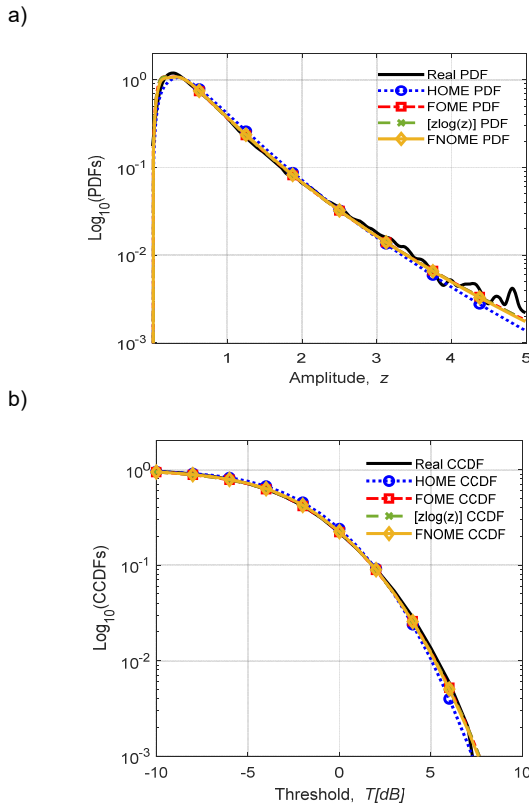 a)
Log10(PDFs)
10^0
10^-1
10^-2
10^-3
Real PDF
HOME PDF
FOME PDF
[zlog(z)] PDF
FNOME PDF
1 2 3 4 5
Amplitude, z
b)
Log10(CCDFs)
10^0
10^-1
10^-2
10^-3
Real CCDF
HOME CCDF
FOME CCDF
[zlog(z)] CCDF
FNOME CCDF
-10 -5 0 5 10
Threshold, T[dB]